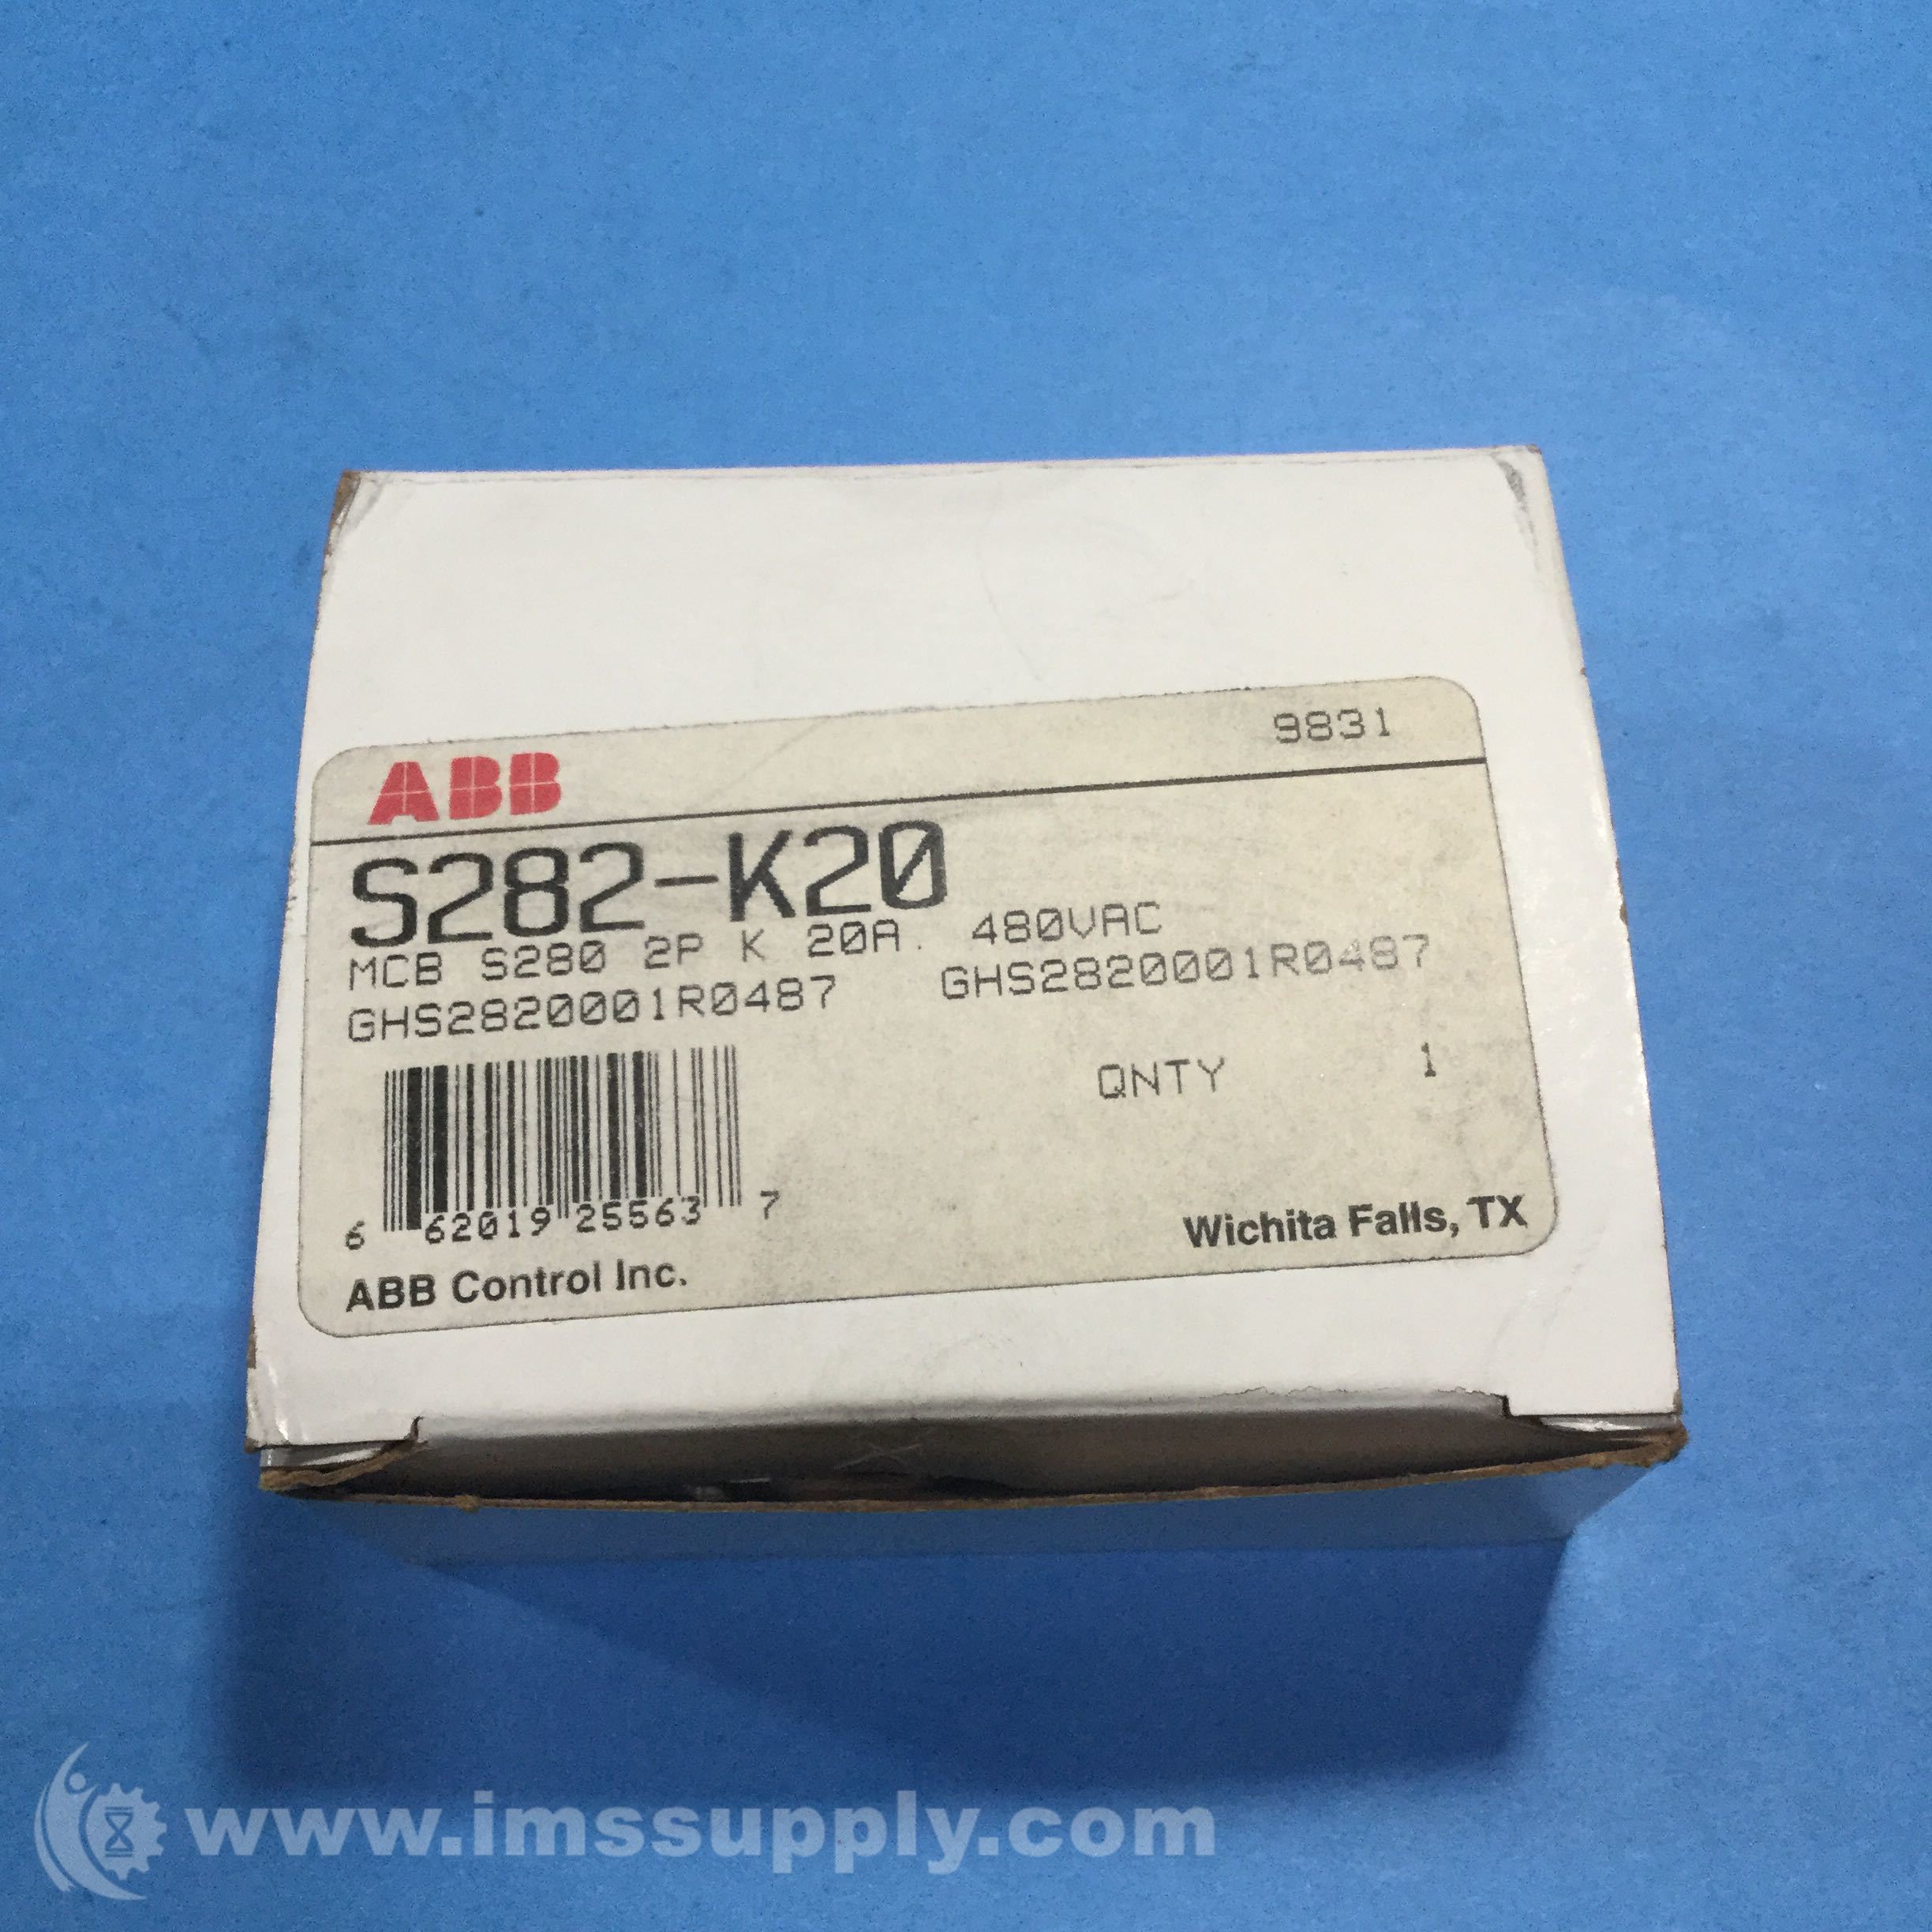 9831
ABB
S282-K20
MCB S280 2P K 20A. 480VAC
GHS2820001R0487 GHS2820001R0487
QNTY 1
6 62019 25563 7
Wichita Falls, TX
ABB Control Inc.
www.imssupply.com